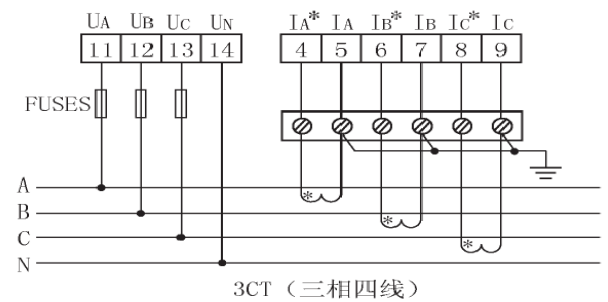 UA UB UC UN IA* IA IB* IB IC* IC
11 12 13 14 4 5 6 7 8 9
FUSES
A
*
B
*
C
*
N
3CT (三相四线)